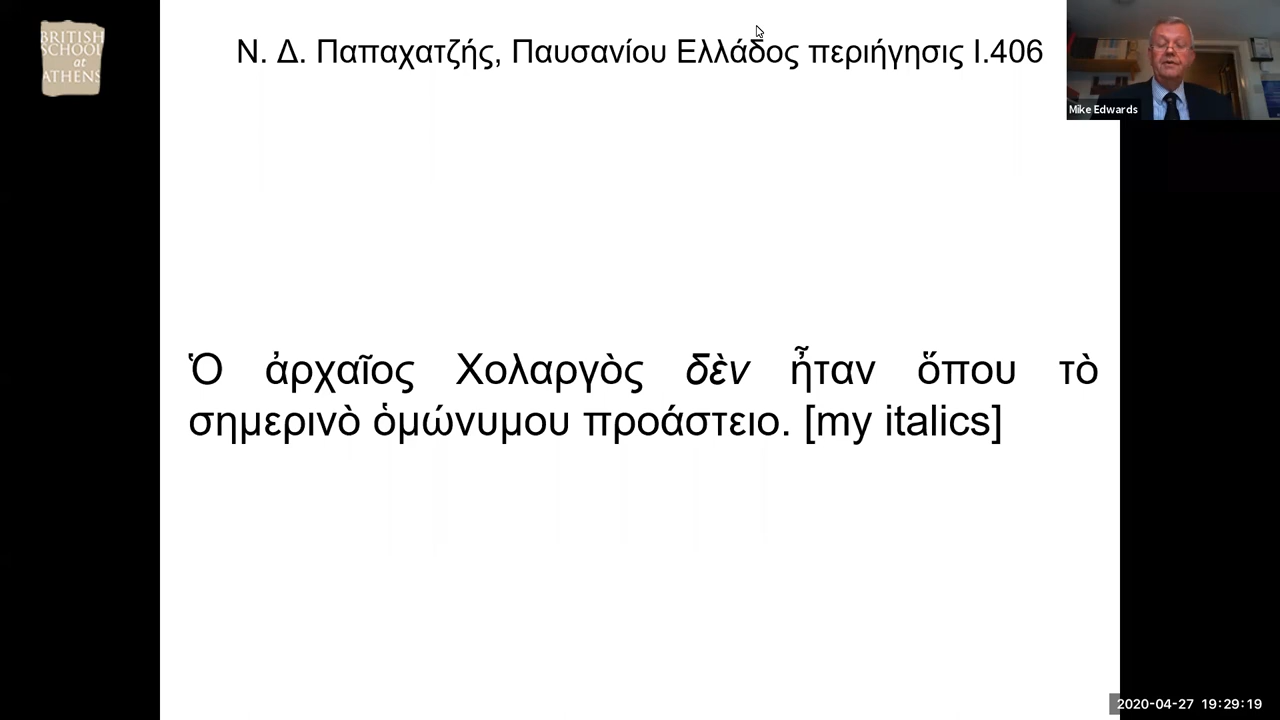 BRITISH
SCHOOL
at
ATHENS
Ν. Δ. Παπαχατζής, Παυσανίου Ελλάδος περιήγησις Ι.406
Mike Edwards
Ὁ ἀρχαῖος Χολαργὸς δὲν ἦταν ὅπου τὸ
σημερινὸ ὁμώνυμου προάστειο. [my italics]
2020-04-27 19:29:19